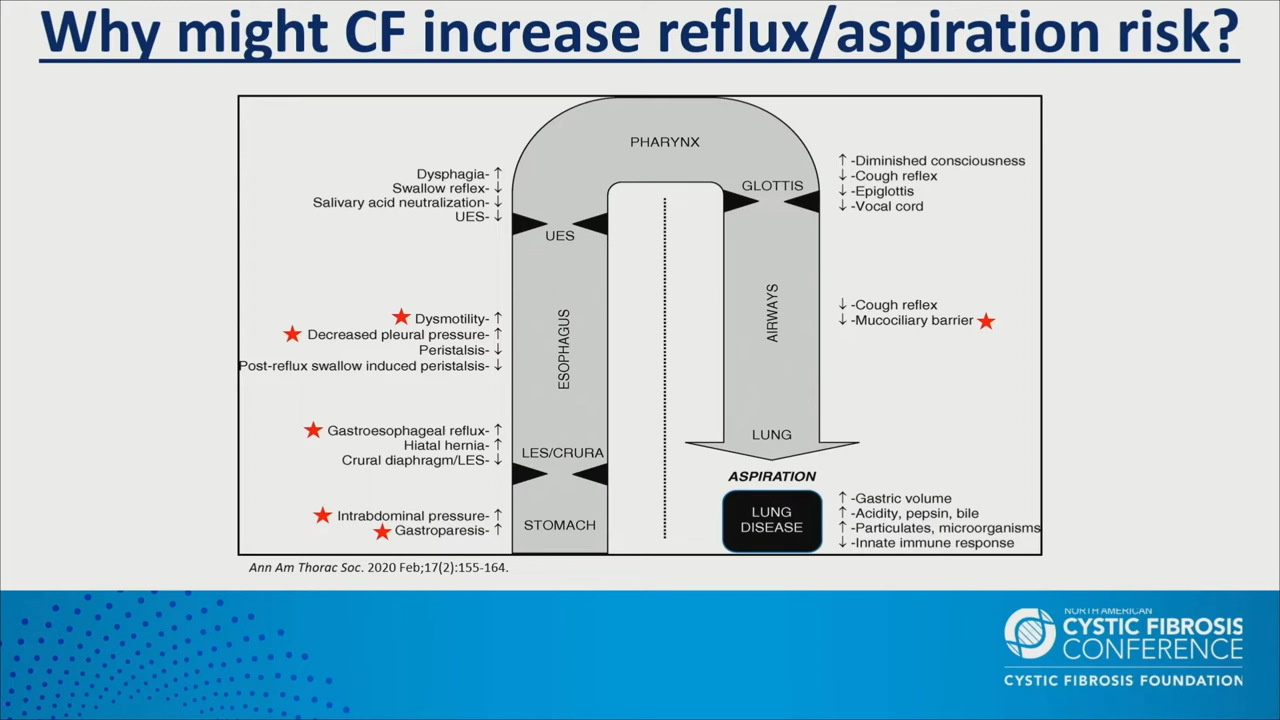 Why might CF increase reflux/aspiration risk?
PHARYNX
Dysphagia- ↑
Swallow reflex- ↓
Salivary acid neutralization- ↓
UES- ↓
UES
GLOTTIS
↑ -Diminished consciousness
↓ -Cough reflex
↓ -Epiglottis
↓ -Vocal cord
Dysmotility- ↑
Decreased pleural pressure- ↑
Peristalsis- ↓
Post-reflux swallow induced peristalsis- ↓
ESOPHAGUS
AIRWAYS
↓ -Cough reflex
↓ -Mucociliary barrier
Gastroesophageal reflux- ↑
Hiatal hernia- ↑
Crural diaphragm/LES- ↓
LES/CRURA
LUNG
ASPIRATION
Intrabdominal pressure- ↑
Gastroparesis- ↑
STOMACH
LUNG
DISEASE
↑ -Gastric volume
↑ -Acidity, pepsin, bile
↑ -Particulates, microorganisms
↓ -Innate immune response
Ann Am Thorac Soc. 2020 Feb;17(2):155-164.
NORTH AMERICAN
CYSTIC FIBROSIS
CONFERENCE
CYSTIC FIBROSIS FOUNDATION